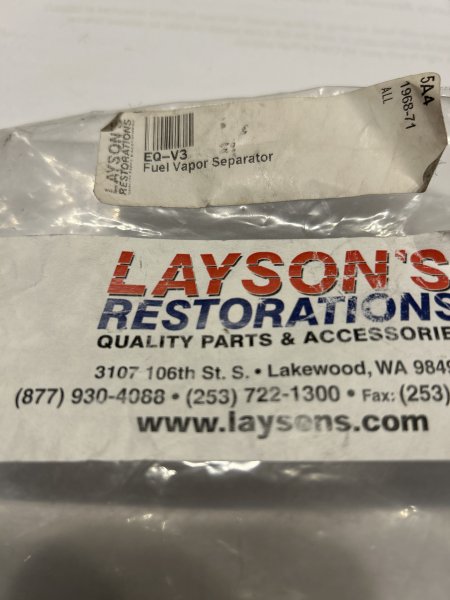 LAYSON'S
RESTORATIONS
EQ-V3
Fuel Vapor Separator
5A4
1968-71
ALL
LAYSON'S
RESTORATIONS
QUALITY PARTS & ACCESSORIE
3107 106th St. S. • Lakewood, WA 9849
(877) 930-4088 • (253) 722-1300 • Fax: (253)
www.laysons.com